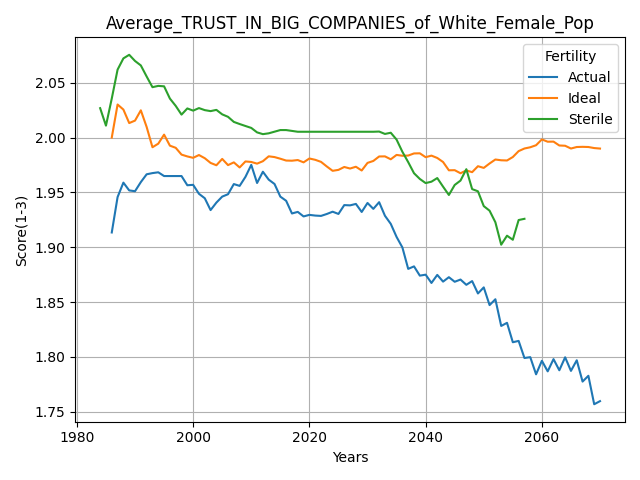 Average_TRUST_IN_BIG_COMPANIES_of_White_Female_Pop
Fertility
Actual
Ideal
Sterile
Score(1-3)
2.05
2.00
1.95
1.90
1.85
1.80
1.75
1980
2000
2020
2040
2060
Years